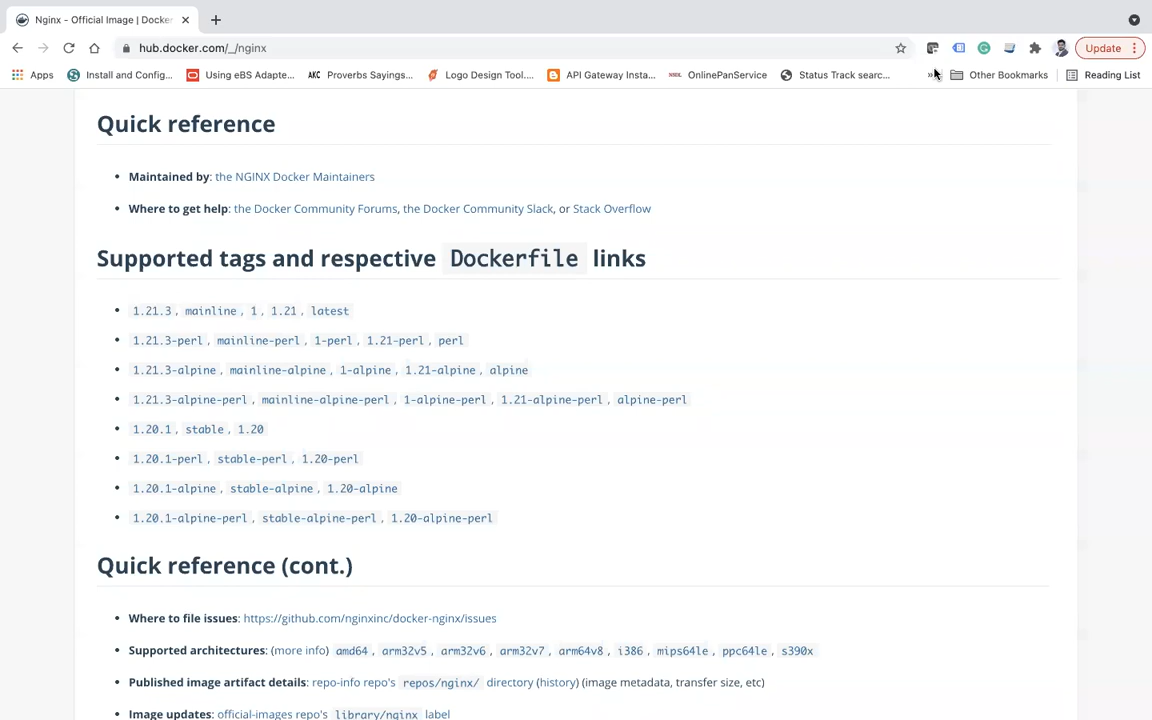 Nginx - Official Image | Docker
hub.docker.com/_/nginx
Update
Apps
Install and Config...
Using eBS Adapte...
AKC Proverbs Sayings...
Logo Design Tool....
API Gateway Insta...
OnlinePanService
Status Track searc...
»
Other Bookmarks
Reading List
Quick reference
• Maintained by: the NGINX Docker Maintainers
• Where to get help: the Docker Community Forums, the Docker Community Slack, or Stack Overflow
Supported tags and respective Dockerfile links
• 1.21.3, mainline, 1, 1.21, latest
• 1.21.3-perl, mainline-perl, 1-perl, 1.21-perl, perl
• 1.21.3-alpine, mainline-alpine, 1-alpine, 1.21-alpine, alpine
• 1.21.3-alpine-perl, mainline-alpine-perl, 1-alpine-perl, 1.21-alpine-perl, alpine-perl
• 1.20.1, stable, 1.20
• 1.20.1-perl, stable-perl, 1.20-perl
• 1.20.1-alpine, stable-alpine, 1.20-alpine
• 1.20.1-alpine-perl, stable-alpine-perl, 1.20-alpine-perl
Quick reference (cont.)
• Where to file issues: https://github.com/nginxinc/docker-nginx/issues
• Supported architectures: (more info) amd64, arm32v5, arm32v6, arm32v7, arm64v8, i386, mips64le, ppc64le, s390x
• Published image artifact details: repo-info repo's repos/nginx/ directory (history) (image metadata, transfer size, etc)
• Image updates: official-images repo's library/nginx label